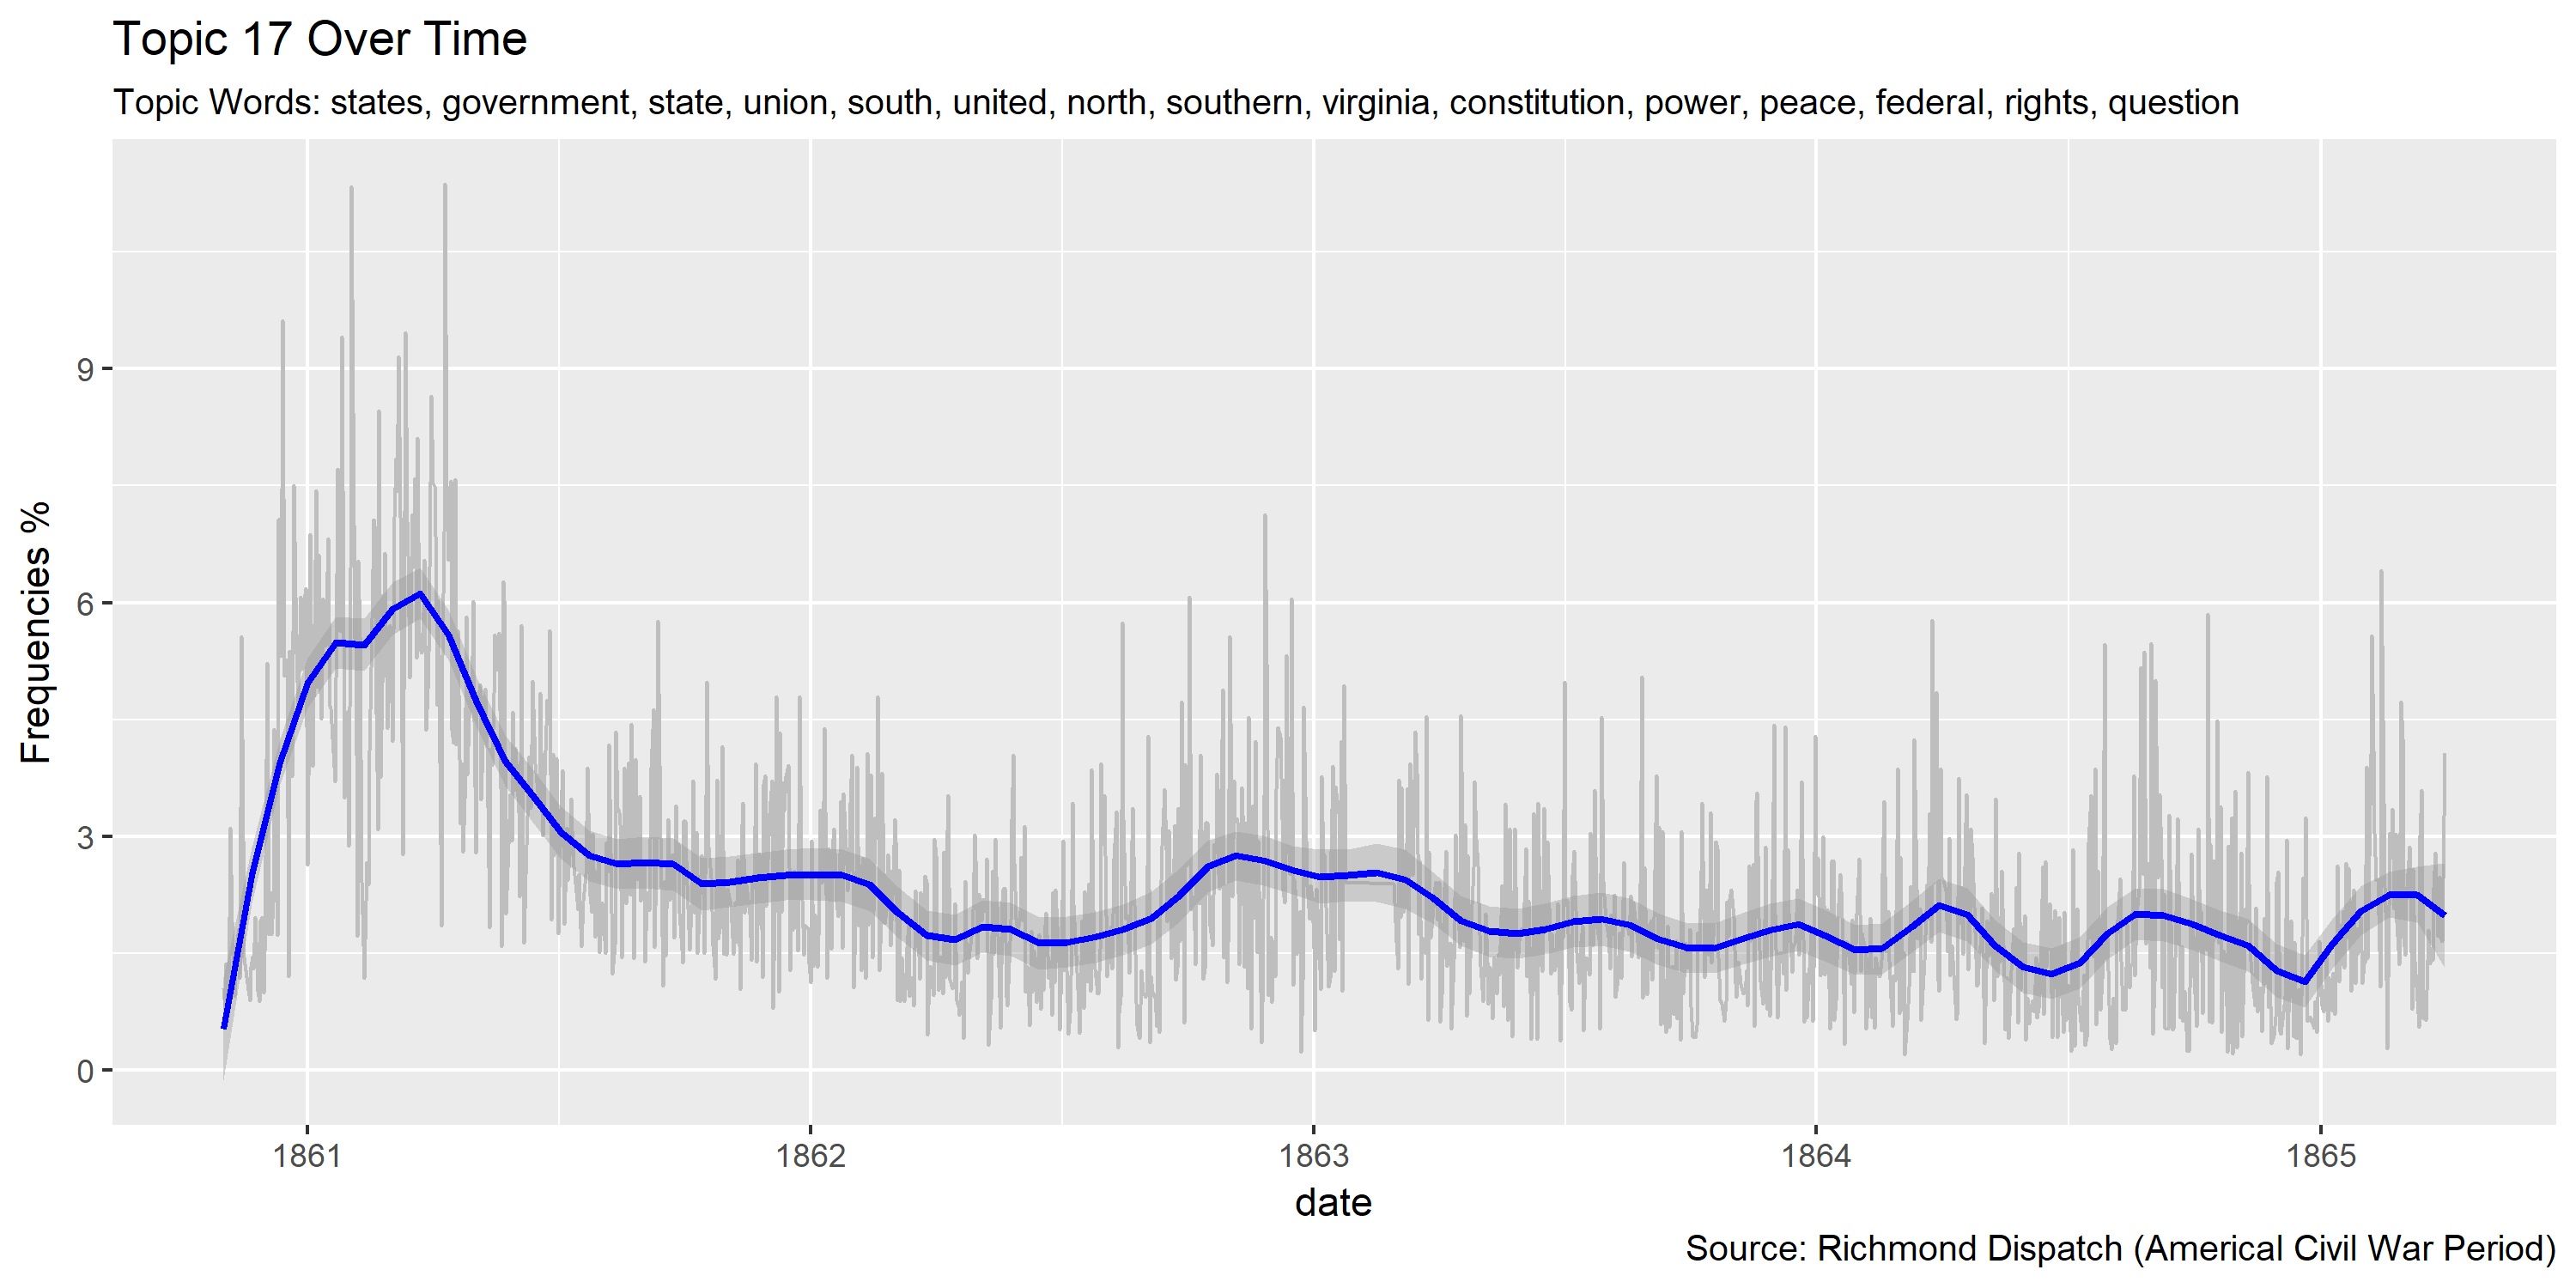 Topic 17 Over Time
Topic Words: states, government, state, union, south, united, north, southern, virginia, constitution, power, peace, federal, rights, question
Frequencies %
9
6
3
0
1861 1862 1863 1864 1865
date
Source: Richmond Dispatch (Americal Civil War Period)